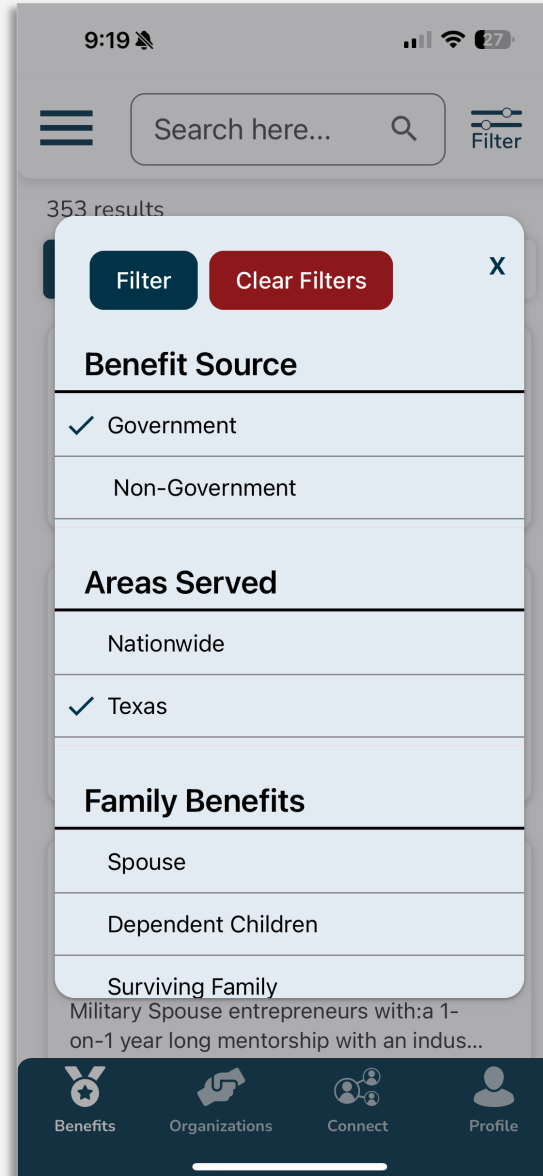 9:19
27
Search here...
Filter
353 results
Filter
Clear Filters
X
Benefit Source
Government
Non-Government
Areas Served
Nationwide
Texas
Family Benefits
Spouse
Dependent Children
Surviving Family
Military Spouse entrepreneurs with:a 1-
on-1 year long mentorship with an indus...
Benefits
Organizations
Connect
Profile